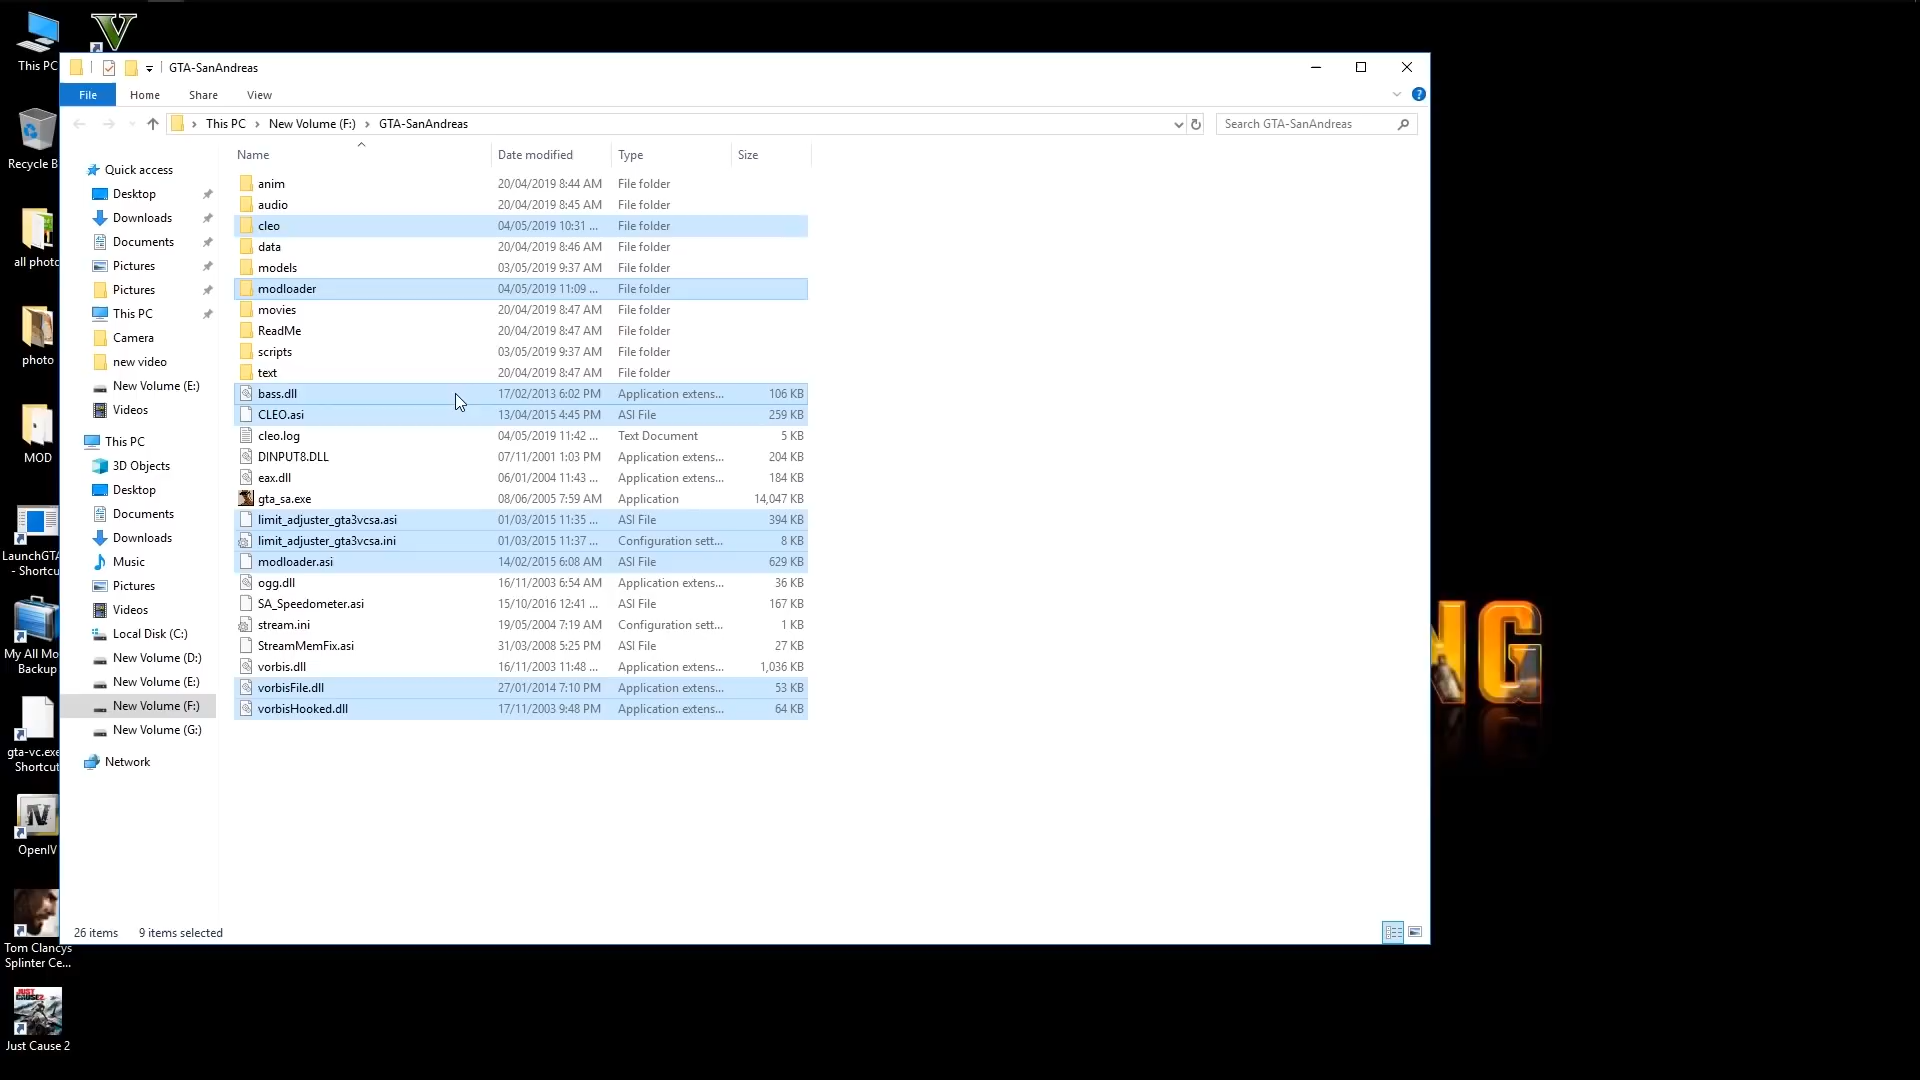 GTA-SanAndreas
File Home Share View
This PC > New Volume (F:) > GTA-SanAndreas
Search GTA-SanAndreas
Name Date modified Type Size
Quick access
Desktop
Downloads
Documents
Pictures
Pictures
This PC
Camera
new video
New Volume (E:)
Videos
This PC
3D Objects
Desktop
Documents
Downloads
Music
Pictures
Videos
Local Disk (C:)
New Volume (D:)
New Volume (E:)
New Volume (F:)
New Volume (G:)
Network
anim 20/04/2019 8:44 AM File folder
audio 20/04/2019 8:45 AM File folder
cleo 04/05/2019 10:31 ... File folder
data 20/04/2019 8:46 AM File folder
models 03/05/2019 9:37 AM File folder
modloader 04/05/2019 11:09 ... File folder
movies 20/04/2019 8:47 AM File folder
ReadMe 20/04/2019 8:47 AM File folder
scripts 03/05/2019 9:37 AM File folder
text 20/04/2019 8:47 AM File folder
bass.dll 17/02/2013 6:02 PM Application extens... 106 KB
CLEO.asi 13/04/2015 4:45 PM ASI File 259 KB
cleo.log 04/05/2019 11:42 ... Text Document 5 KB
DINPUT8.DLL 07/11/2001 1:03 PM Application extens... 204 KB
eax.dll 06/01/2004 11:43 ... Application extens... 184 KB
gta_sa.exe 08/06/2005 7:59 AM Application 14,047 KB
limit_adjuster_gta3vcsa.asi 01/03/2015 11:35 ... ASI File 394 KB
limit_adjuster_gta3vcsa.ini 01/03/2015 11:37 ... Configuration sett... 8 KB
modloader.asi 14/02/2015 6:08 AM ASI File 629 KB
ogg.dll 16/11/2003 6:54 AM Application extens... 36 KB
SA_Speedometer.asi 15/10/2016 12:41 ... ASI File 167 KB
stream.ini 19/05/2004 7:19 AM Configuration sett... 1 KB
StreamMemFix.asi 31/03/2008 5:25 PM ASI File 27 KB
vorbis.dll 16/11/2003 11:48 ... Application extens... 1,036 KB
vorbisFile.dll 27/01/2014 7:10 PM Application extens... 53 KB
vorbisHooked.dll 17/11/2003 9:48 PM Application extens... 64 KB
26 items 9 items selected
This PC
Recycle B
all photo
photo
MOD
LaunchGTA
- Shortcu
My All Mo
Backup
gta-vc.exe
Shortcut
OpenIV
Tom Clancys
Splinter Ce...
Just Cause 2
V
NG